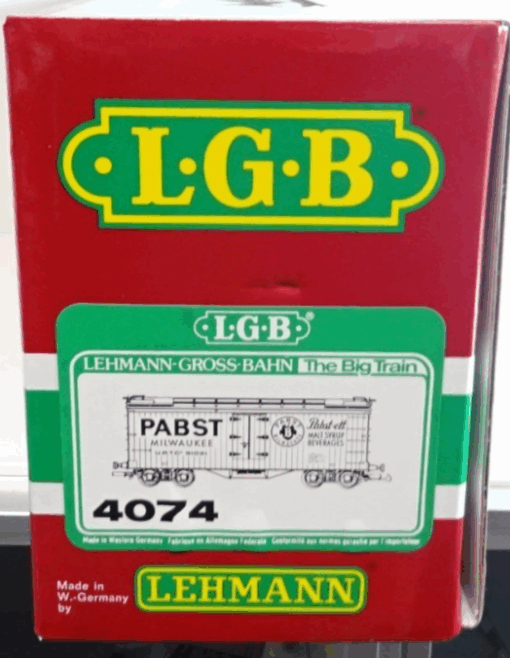 L·G·B
·L·G·B·®
LEHMANN-GROSS-BAHN The Big Train
PABST
MILWAUKEE
PABST
Pabst-ett
MALT SYRUP
BEVERAGES
4074
Made in Western Germany Fabriqué en Allemagne Fédérale Conformité aux normes garantie par l'importateur
Made in
W.-Germany
by
LEHMANN